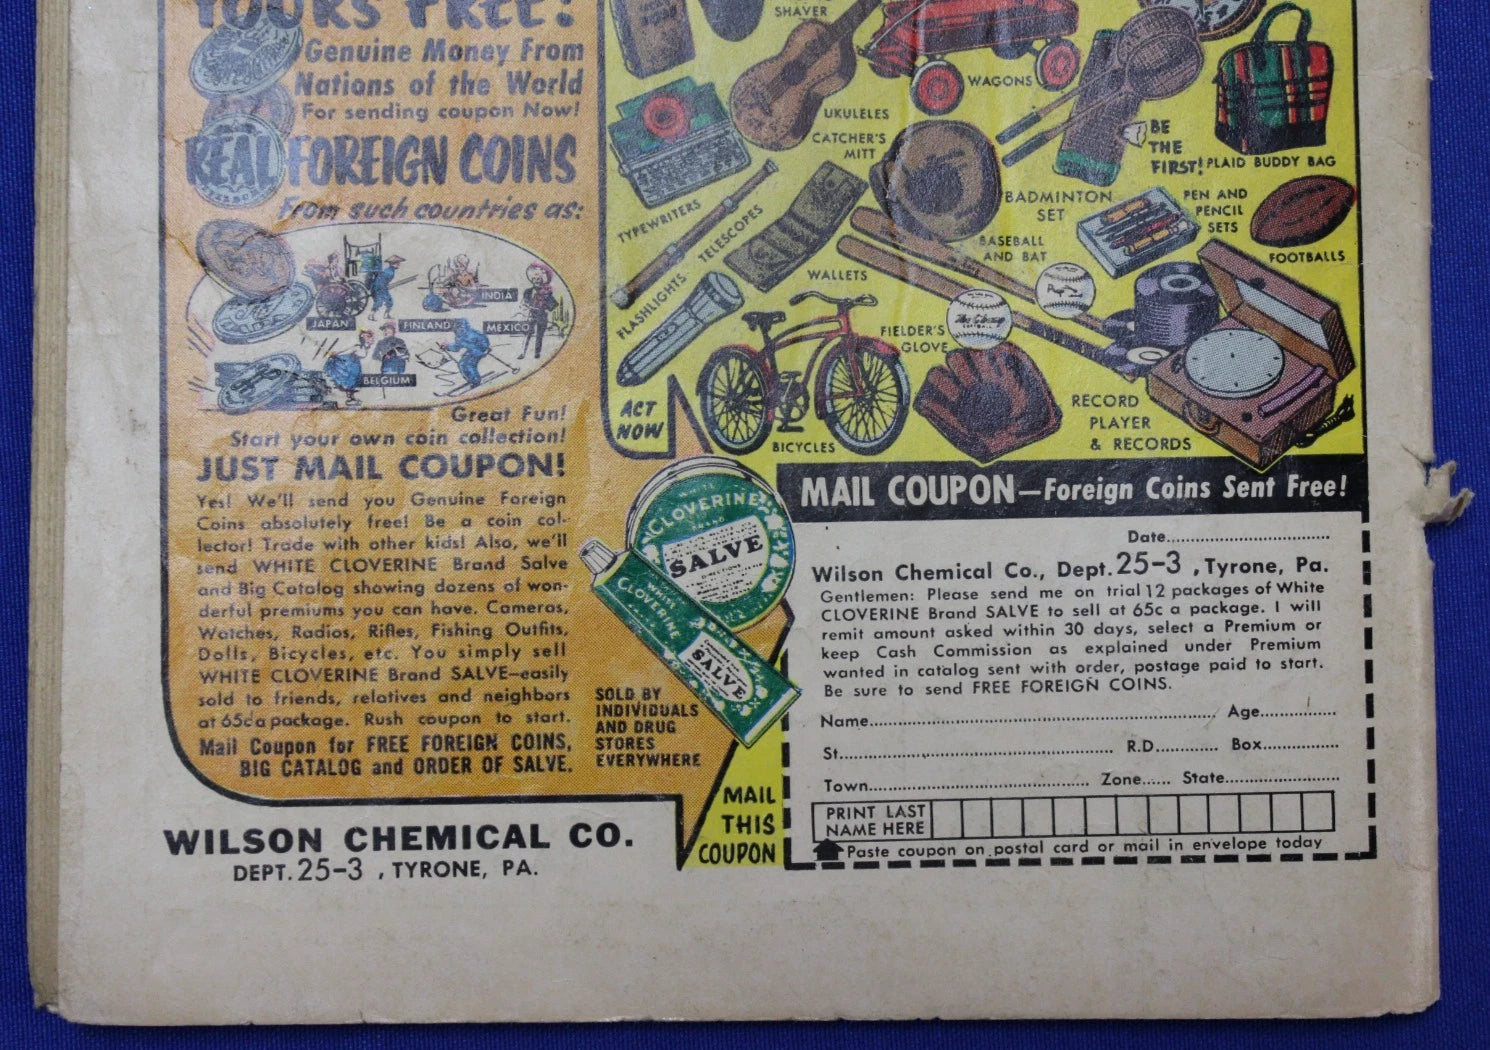 YOURS FREE!
Genuine Money From
Nations of the World
For sending coupon Now!
REAL FOREIGN COINS
From such countries as:
JAPAN
FINLAND
INDIA
MEXICO
BELGIUM
Great Fun!
Start your own coin collection!
JUST MAIL COUPON!
Yes! We'll send you Genuine Foreign
Coins absolutely free! Be a coin col-
lector! Trade with other kids! Also, we'll
send WHITE CLOVERINE Brand Salve
and Big Catalog showing dozens of won-
derful premiums you can have. Cameras,
Watches, Radios, Rifles, Fishing Outfits,
Dolls, Bicycles, etc. You simply sell
WHITE CLOVERINE Brand SALVE—easily
sold to friends, relatives and neighbors
at 65c a package. Rush coupon to start.
Mail Coupon for FREE FOREIGN COINS,
BIG CATALOG and ORDER OF SALVE.
SOLD BY
INDIVIDUALS
AND DRUG
STORES
EVERYWHERE
WILSON CHEMICAL CO.
DEPT. 25-3 , TYRONE, PA.
SHAVER
WAGONS
UKULELES
CATCHER'S
MITT
BE
THE
FIRST!
PLAID BUDDY BAG
TYPEWRITERS
TELESCOPES
BADMINTON
SET
PEN AND
PENCIL
SETS
FOOTBALLS
BASEBALL
AND BAT
WALLETS
FLASHLIGHTS
FIELDER'S
GLOVE
ACT
NOW
BICYCLES
RECORD
PLAYER
& RECORDS
WHITE
CLOVERINE
BRAND
SALVE
WHITE
CLOVERINE
SALVE
MAIL
THIS
COUPON
MAIL COUPON—Foreign Coins Sent Free!
Date
Wilson Chemical Co., Dept. 25-3 , Tyrone, Pa.
Gentlemen: Please send me on trial 12 packages of White
CLOVERINE Brand SALVE to sell at 65c a package. I will
remit amount asked within 30 days, select a Premium or
keep Cash Commission as explained under Premium
wanted in catalog sent with order, postage paid to start.
Be sure to send FREE FOREIGN COINS.
Name Age
St. R.D. Box
Town Zone State
PRINT LAST
NAME HERE
Paste coupon on postal card or mail in envelope today